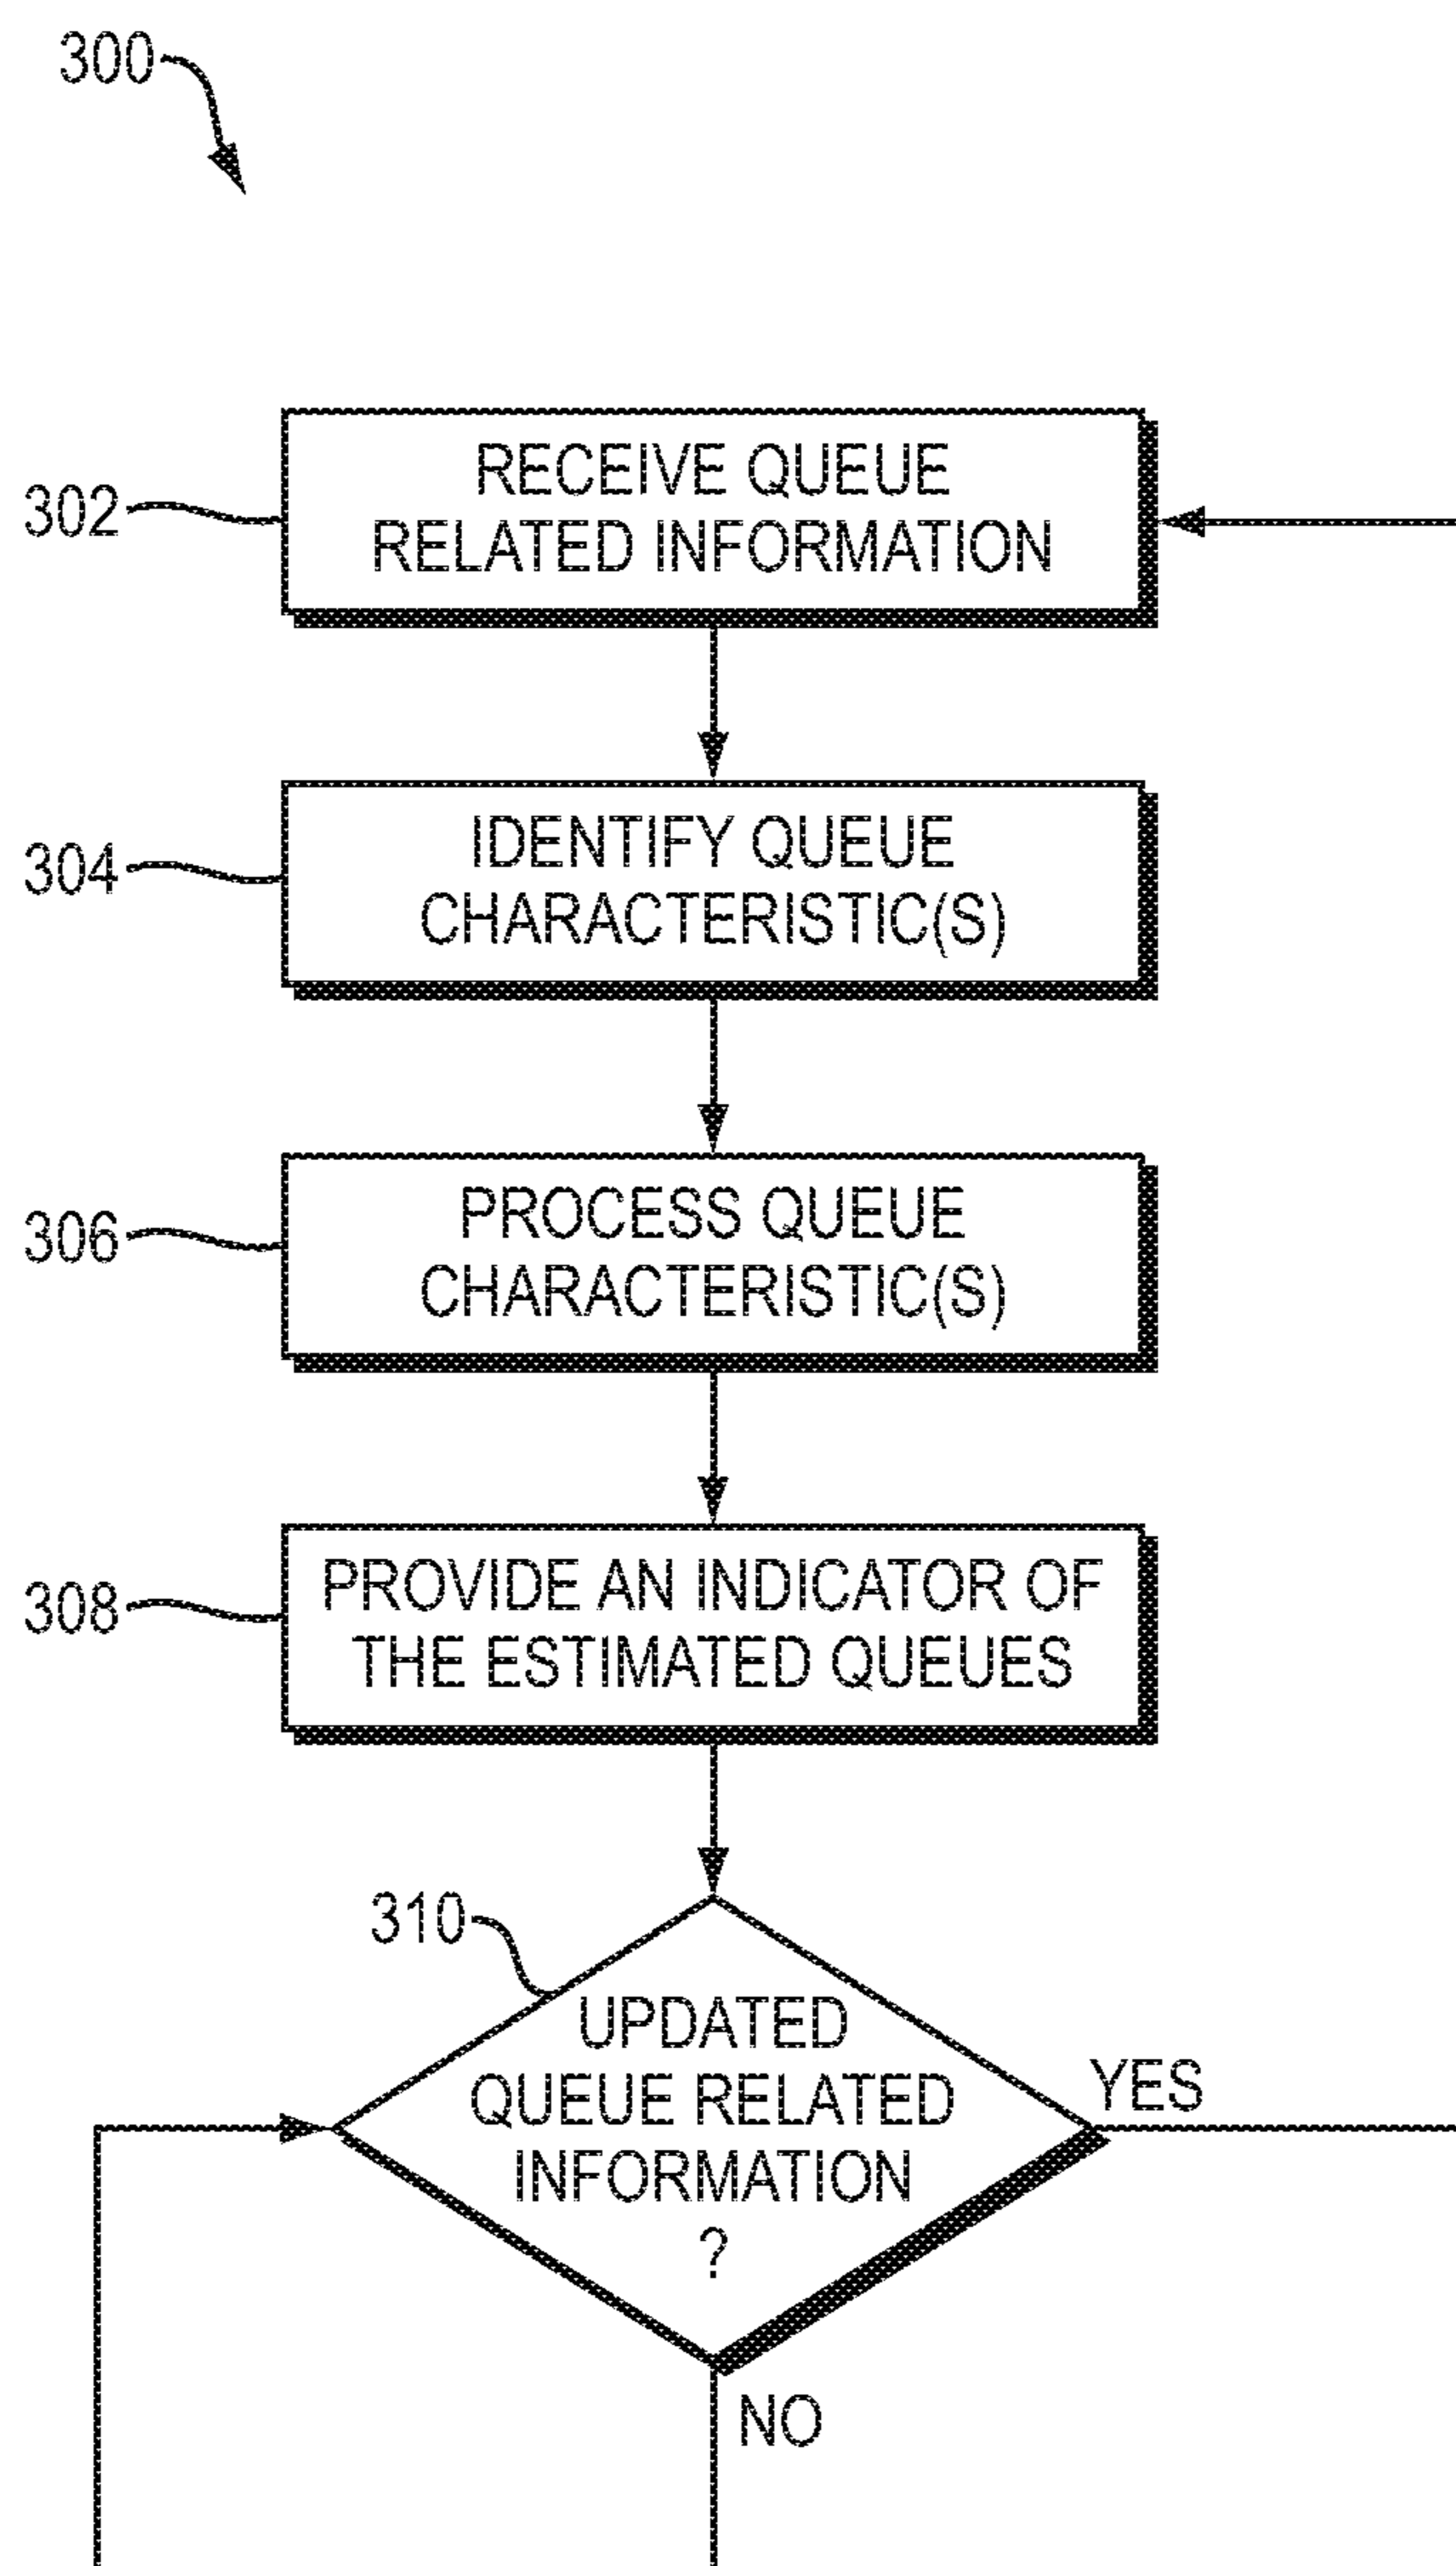 300
302
RECEIVE QUEUE
RELATED INFORMATION
304
IDENTIFY QUEUE
CHARACTERISTIC(S)
306
PROCESS QUEUE
CHARACTERISTIC(S)
308
PROVIDE AN INDICATOR OF
THE ESTIMATED QUEUES
310
UPDATED
QUEUE RELATED
INFORMATION
?
YES
NO